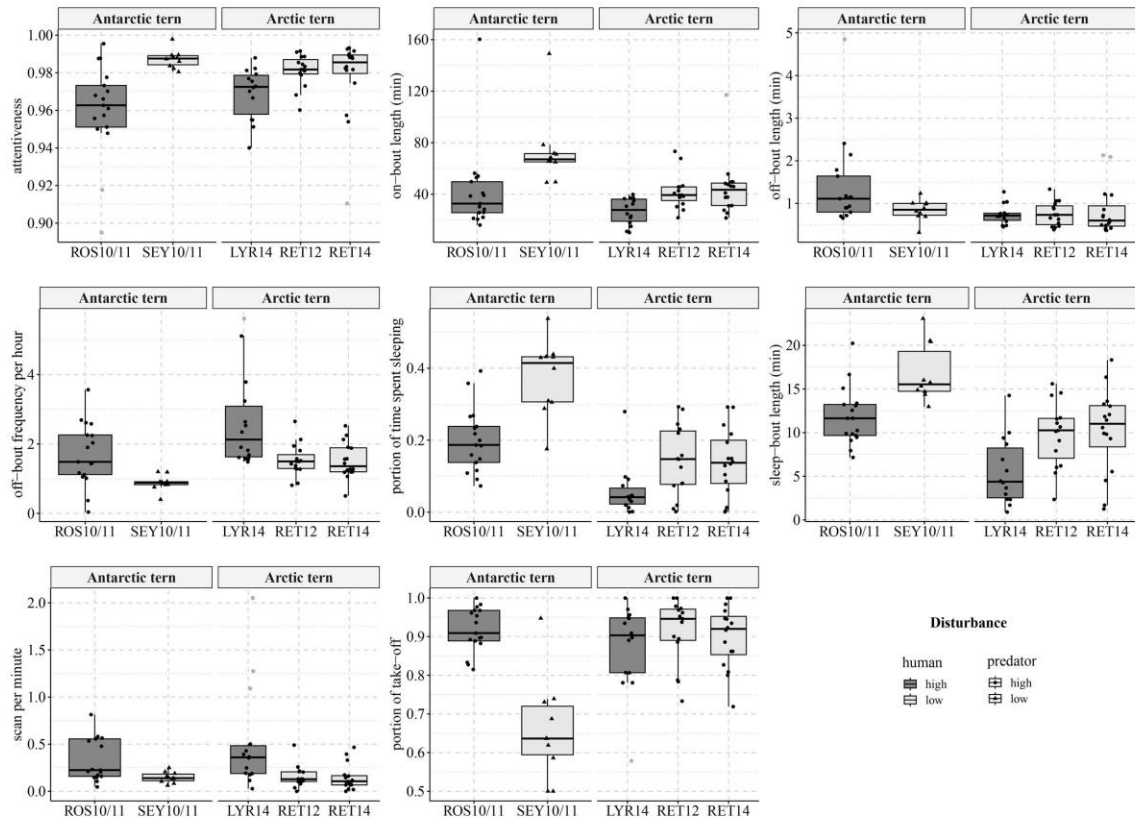 Antarctic tern Arctic tern
attentiveness
1.00
0.98
0.96
0.94
0.92
0.90
ROS10/11 SEY10/11 LYR14 RET12 RET14
Antarctic tern Arctic tern
on−bout length (min)
160
120
80
40
ROS10/11 SEY10/11 LYR14 RET12 RET14
Antarctic tern Arctic tern
off−bout length (min)
5
4
3
2
1
0
ROS10/11 SEY10/11 LYR14 RET12 RET14
Antarctic tern Arctic tern
off−bout frequency per hour
4
2
0
ROS10/11 SEY10/11 LYR14 RET12 RET14
Antarctic tern Arctic tern
portion of time spent sleeping
0.4
0.2
0.0
ROS10/11 SEY10/11 LYR14 RET12 RET14
Antarctic tern Arctic tern
sleep−bout length (min)
20
15
10
5
0
ROS10/11 SEY10/11 LYR14 RET12 RET14
Antarctic tern Arctic tern
scan per minute
2.0
1.5
1.0
0.5
0.0
ROS10/11 SEY10/11 LYR14 RET12 RET14
Antarctic tern Arctic tern
portion of take−off
1.0
0.9
0.8
0.7
0.6
0.5
ROS10/11 SEY10/11 LYR14 RET12 RET14
Disturbance
human predator
high high
low low